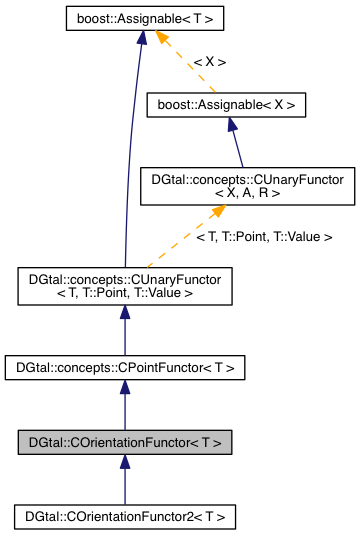 boost::Assignable< T >
< X >
boost::Assignable< X >
DGtal::concepts::CUnaryFunctor
< X, A, R >
< T, T::Point, T::Value >
DGtal::concepts::CUnaryFunctor
< T, T::Point, T::Value >
DGtal::concepts::CPointFunctor< T >
DGtal::COrientationFunctor< T >
DGtal::COrientationFunctor2< T >